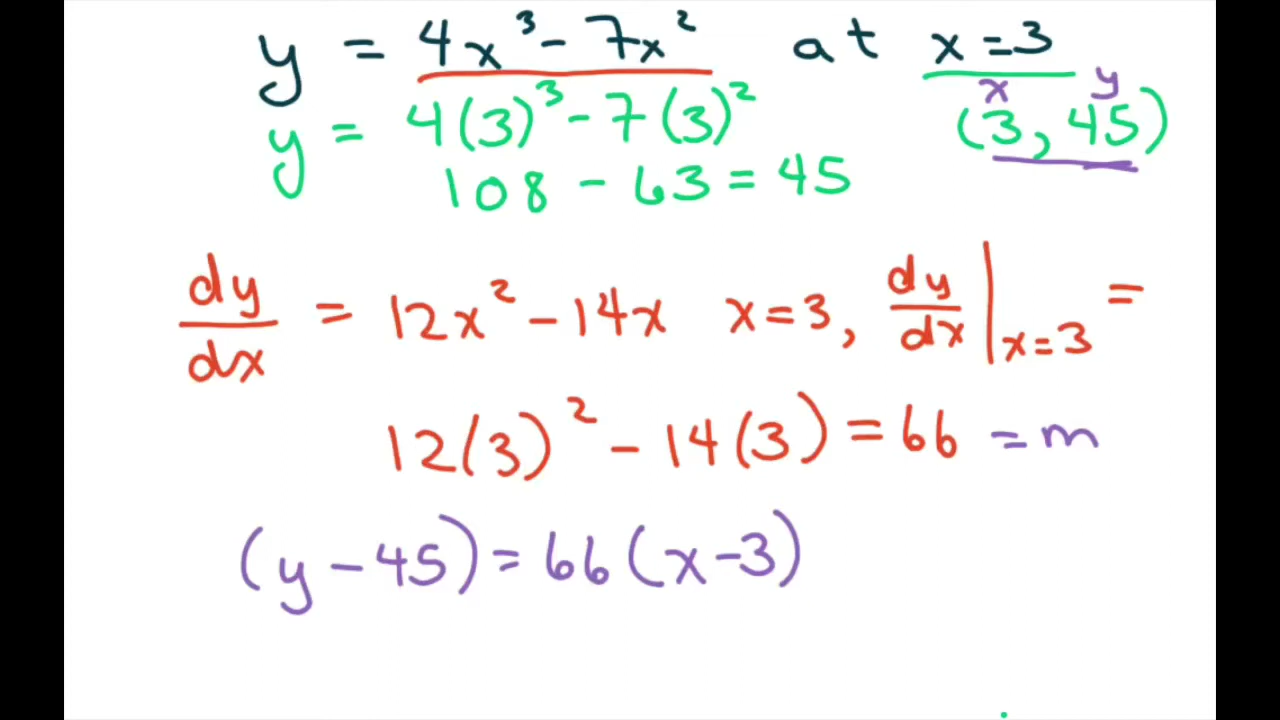 y = 4x³ - 7x² at x=3
x y
y = 4(3)³ - 7(3)² (3, 45)
108 - 63 = 45
dy/dx = 12x² - 14x x=3, dy/dx|x=3 =
12(3)² - 14(3) = 66 = m
(y - 45) = 66(x - 3)